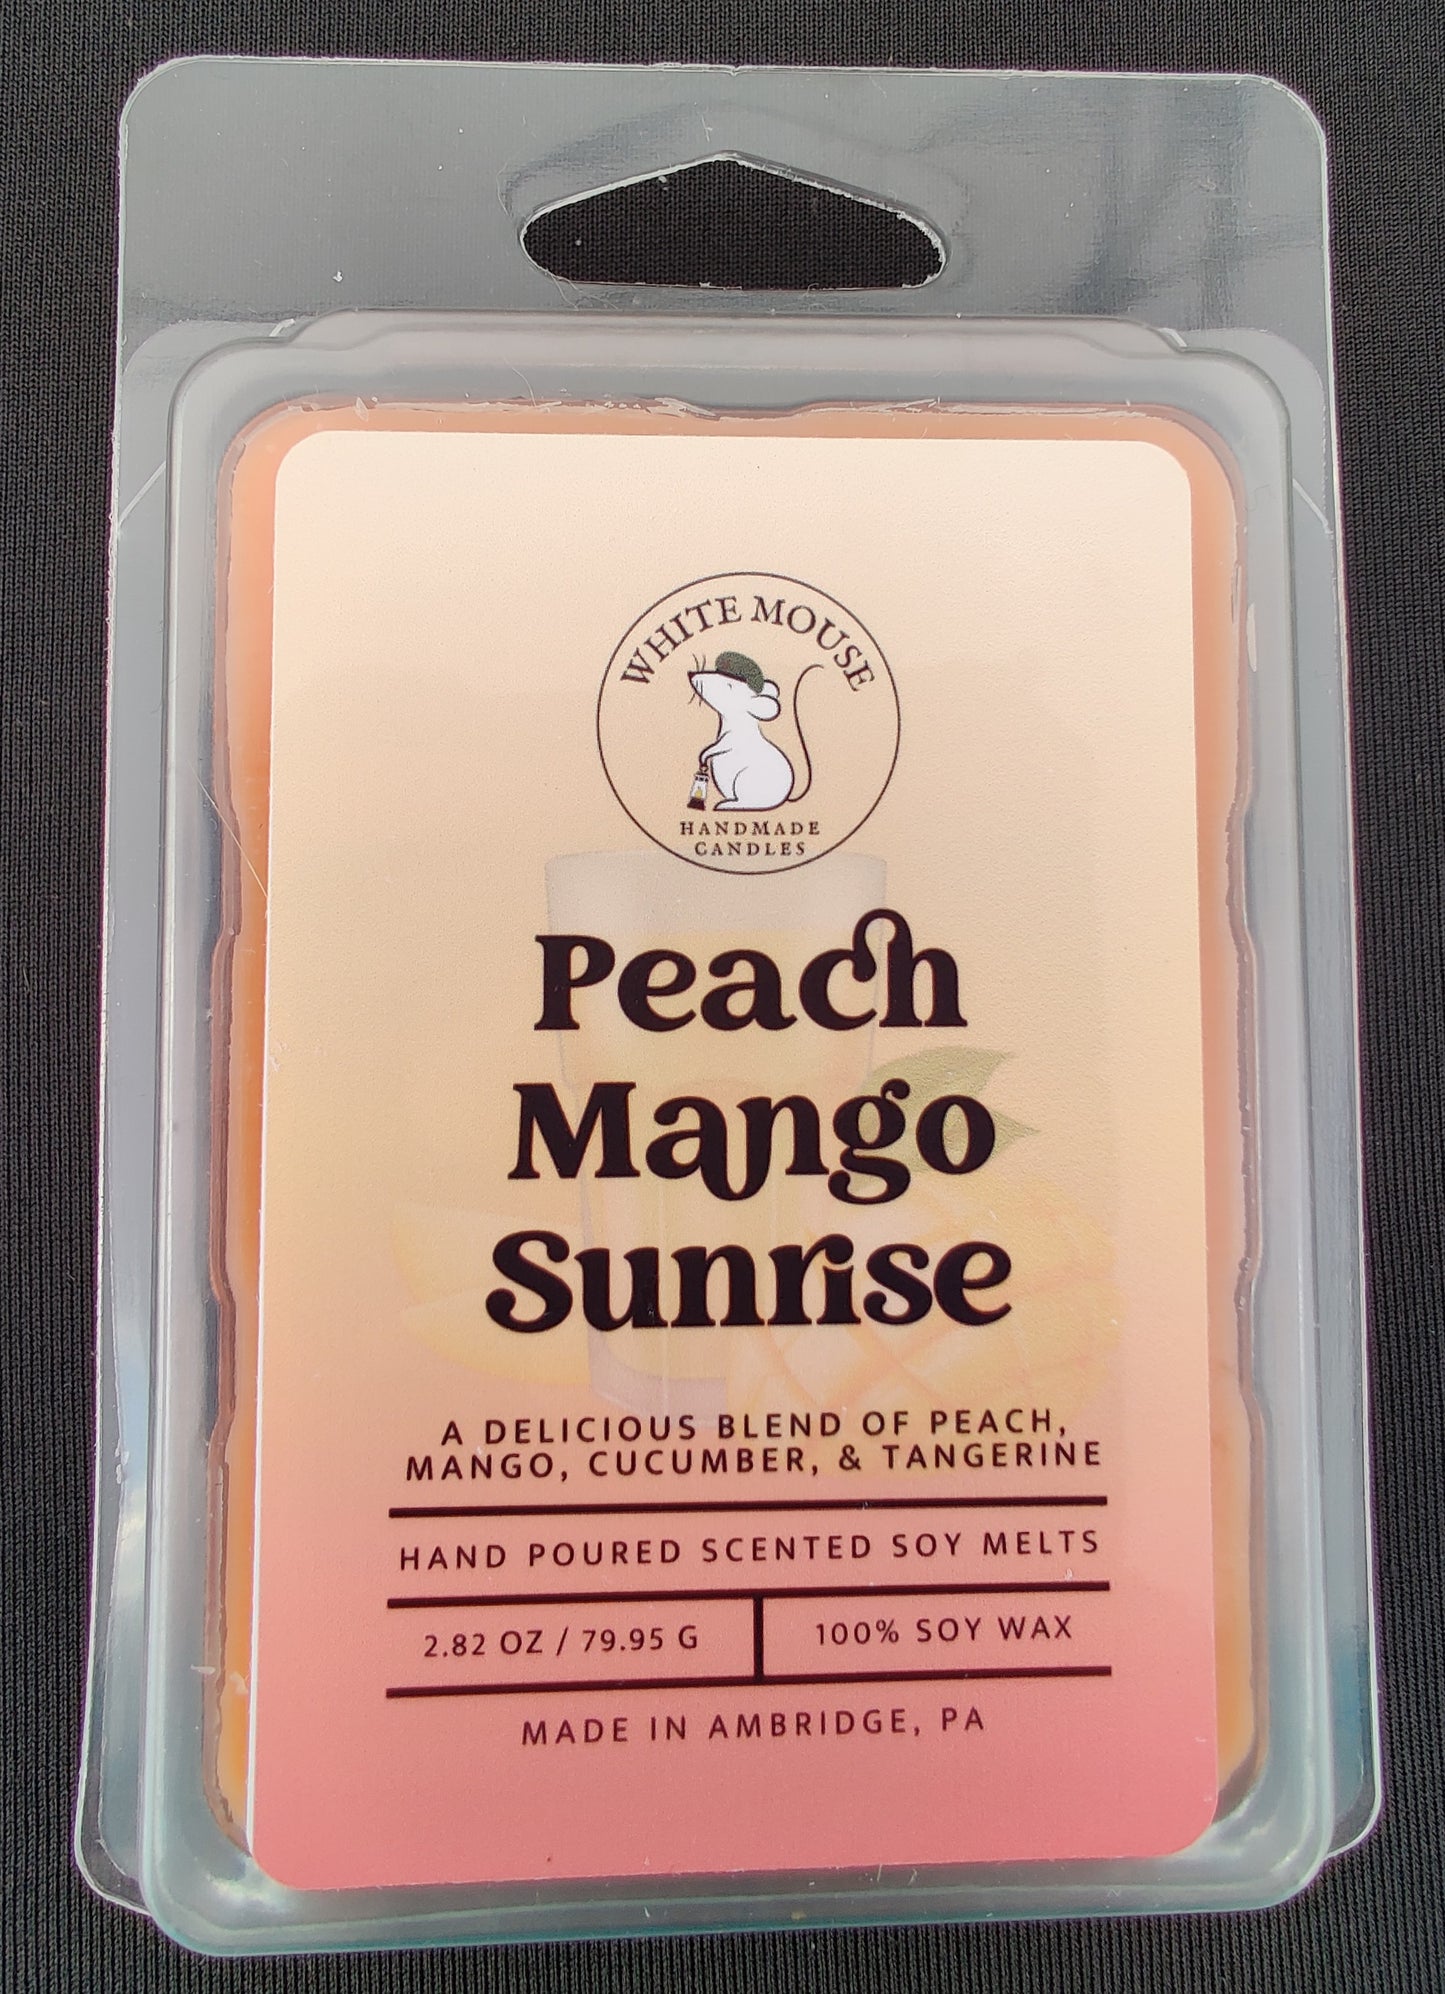 WHITE MOUSE
HANDMADE
CANDLES
Peach
Mango
Sunrise
A DELICIOUS BLEND OF PEACH,
MANGO, CUCUMBER, & TANGERINE
HAND POURED SCENTED SOY MELTS
2.82 OZ / 79.95 G
100% SOY WAX
MADE IN AMBRIDGE, PA